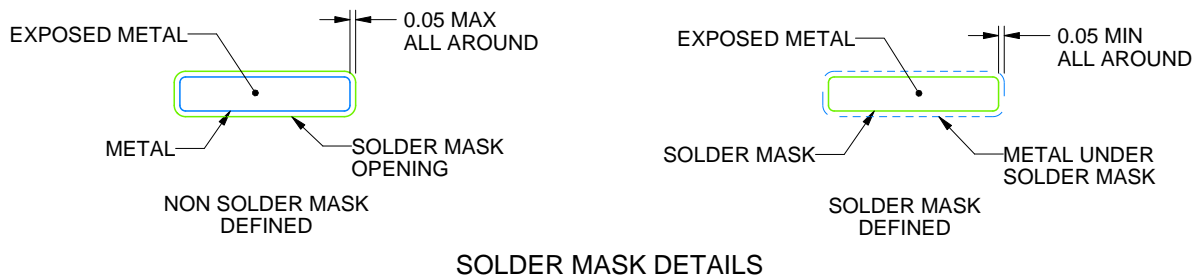 EXPOSED METAL
0.05 MAX
ALL AROUND
METAL
SOLDER MASK
OPENING
NON SOLDER MASK
DEFINED
EXPOSED METAL
0.05 MIN
ALL AROUND
SOLDER MASK
METAL UNDER
SOLDER MASK
SOLDER MASK
DEFINED
SOLDER MASK DETAILS